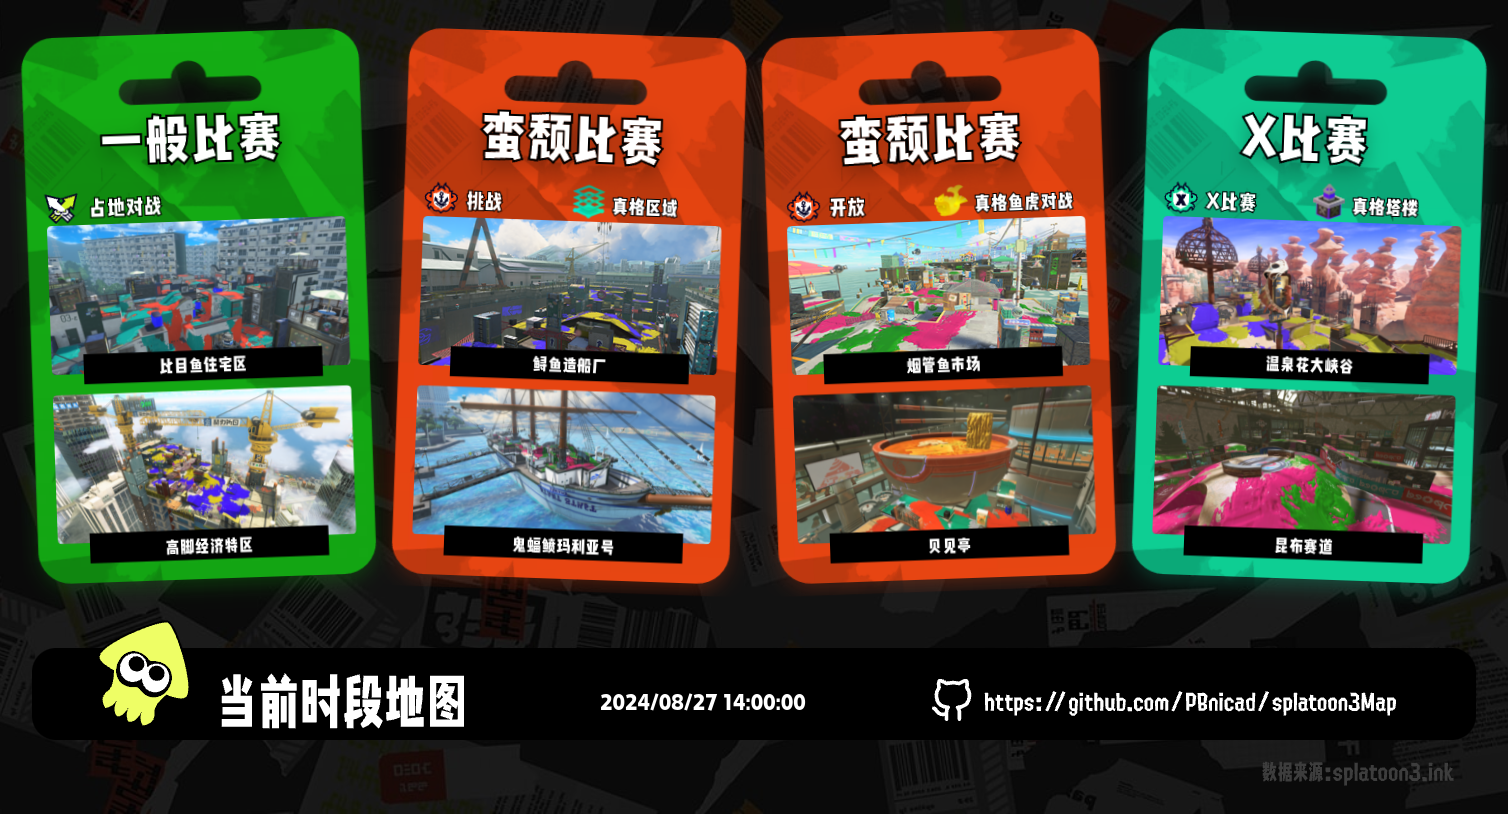 一般比赛
占地对战
比目鱼住宅区
高脚经济特区
蛮颓比赛
挑战
真格区域
鲟鱼造船厂
鬼蝠鲼玛利亚号
蛮颓比赛
开放
真格鱼虎对战
烟管鱼市场
贝见亭
X比赛
X比赛
真格塔楼
温泉花大峡谷
昆布赛道
当前时段地图
2024/08/27 14:00:00
https://github.com/PBnicad/splatoon3Map
数据来源:splatoon3.ink